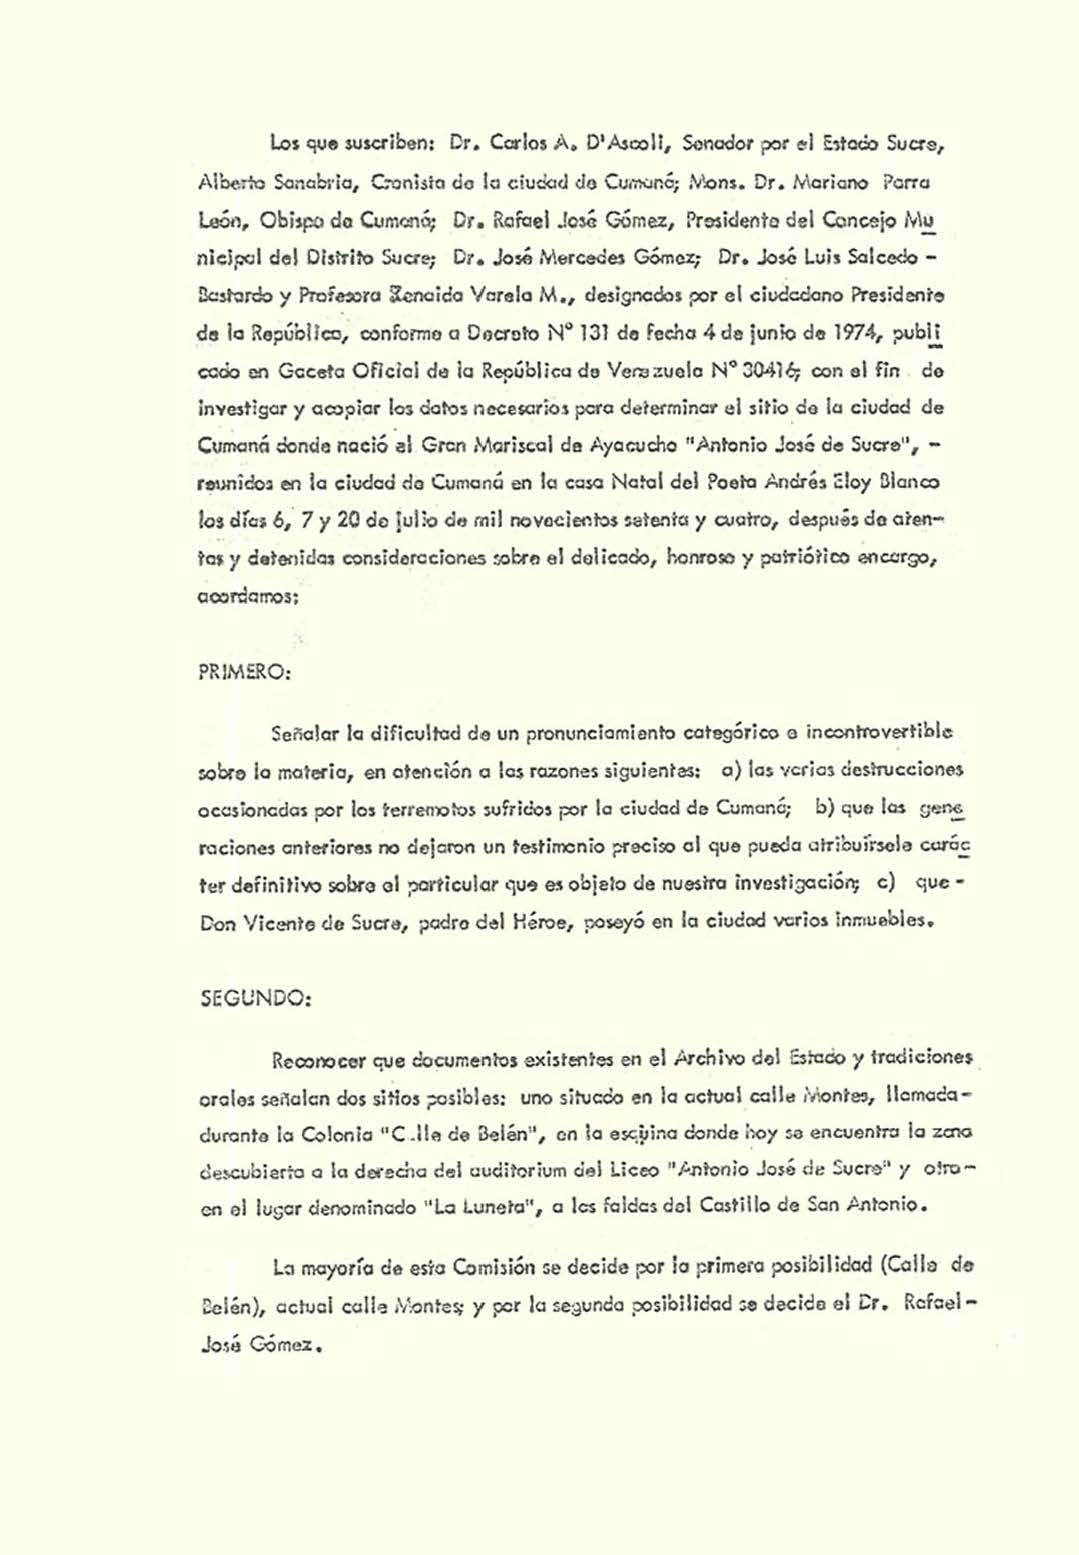 Los que suscriben: Dr. Carlos A. D'Ascoli, Senador por el Estado Sucre,
Alberto Sanabria, Cronista de la ciudad de Cumaná; Mons. Dr. Mariano Parra
León, Obispo de Cumaná; Dr. Rafael José Gómez, Presidente del Concejo Mu
nicipal del Distrito Sucre; Dr. José Mercedes Gómez; Dr. José Luis Salcedo -
Bastardo y Profesora Zenaida Varela M., designados por el ciudadano Presidente
de la República, conforme a Decreto N° 131 de fecha 4 de junio de 1974, publi
cado en Gaceta Oficial de la República de Venezuela N° 30416; con el fin de
investigar y acopiar los datos necesarios para determinar el sitio de la ciudad de
Cumaná donde nació el Gran Mariscal de Ayacucho "Antonio José de Sucre", -
reunidos en la ciudad de Cumaná en la casa Natal del Poeta Andrés Eloy Blanco
los días 6, 7 y 20 de julio de mil novecientos setenta y cuatro, después de aten-
tas y detenidas consideraciones sobre el delicado, honroso y patriótico encargo,
acordamos:
PRIMERO:
Señalar la dificultad de un pronunciamiento categórico e incontrovertible
sobre la materia, en atención a las razones siguientes: a) las varias destrucciones
ocasionadas por los terremotos sufridos por la ciudad de Cumaná; b) que las gene
raciones anteriores no dejaron un testimonio preciso al que pueda atribuírsele carác
ter definitivo sobre el particular que es objeto de nuestra investigación; c) que -
Don Vicente de Sucre, padre del Héroe, poseyó en la ciudad varios inmuebles.
SEGUNDO:
Reconocer que documentos existentes en el Archivo del Estado y tradiciones
orales señalan dos sitios posibles: uno situado en la actual calle Montes, llamada-
durante la Colonia "Calle de Belén", en la esquina donde hoy se encuentra la zona
descubierta a la derecha del auditorium del Liceo "Antonio José de Sucre" y otro-
en el lugar denominado "La Luneta", a las faldas del Castillo de San Antonio.
La mayoría de esta Comisión se decide por la primera posibilidad (Calle de
Belén), actual calle Montes; y por la segunda posibilidad se decide el Dr. Rafael-
José Gómez.